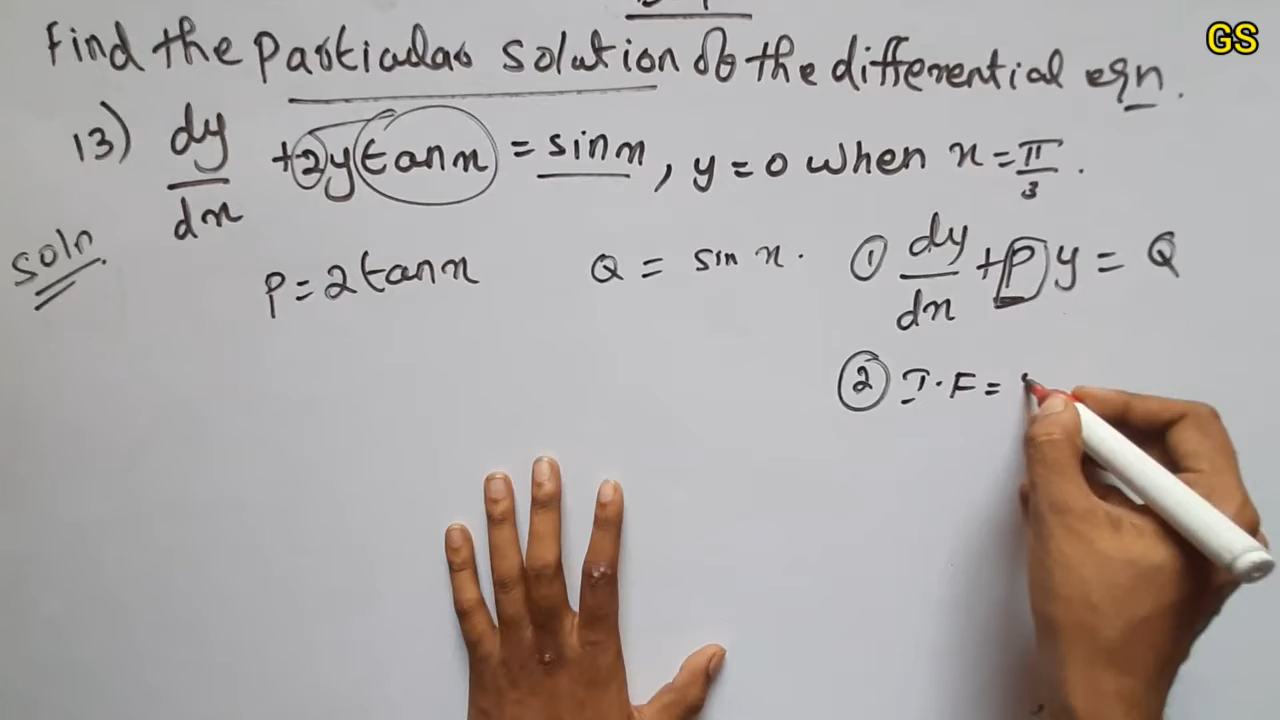 GS
Find the particular solution of the differential eqn.
13) dy/dx + 2y tan x = sin x, y = 0 when x = π/3.
Soln
P = 2 tan x Q = sin x. ① dy/dx + P y = Q
② I.F =